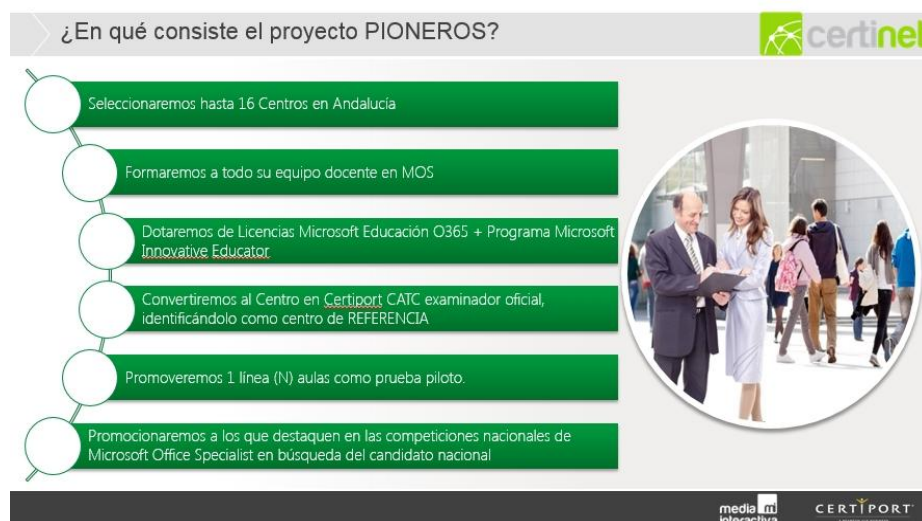 ¿En qué consiste el proyecto PIONEROS?
certinel
Seleccionaremos hasta 16 Centros en Andalucía
Formaremos a todo su equipo docente en MOS
Dotaremos de Licencias Microsoft Educación O365 + Programa Microsoft
Innovative Educator
Convertiremos al Centro en Certiport CATC examinador oficial,
identificándolo como centro de REFERENCIA
Promoveremos 1 línea (N) aulas como prueba piloto.
Promocionaremos a los que destaquen en las competiciones nacionales de
Microsoft Office Specialist en búsqueda del candidato nacional
media mi
interactiva
CERTIPORT